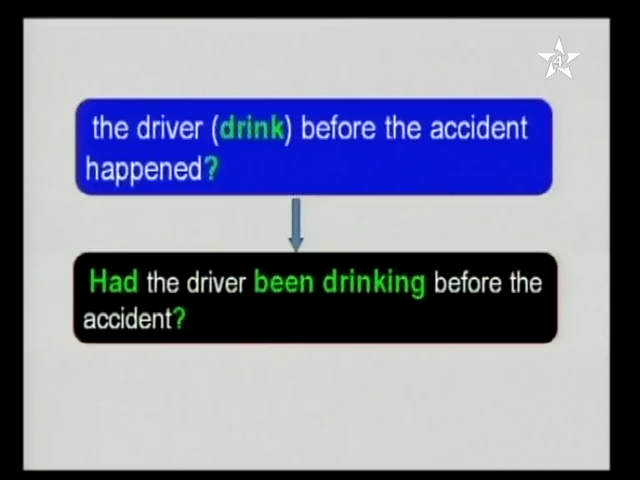 the driver (drink) before the accident
happened?
Had the driver been drinking before the
accident?